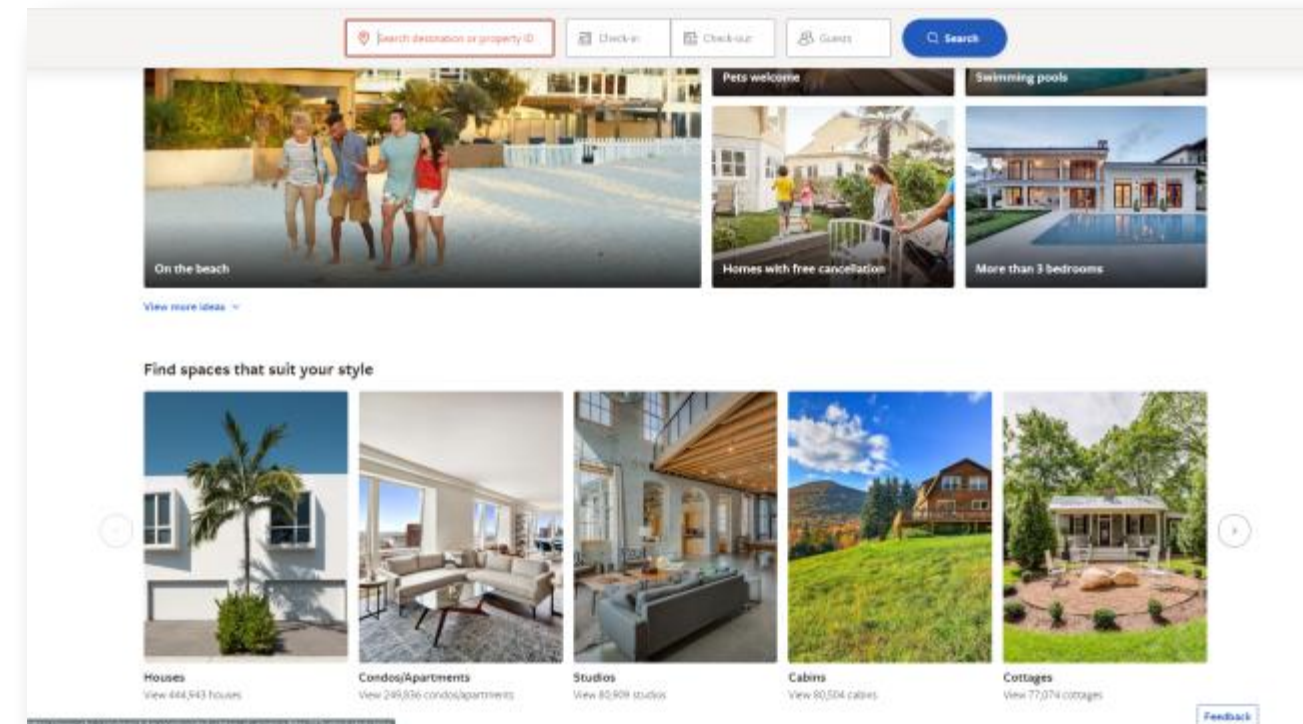 Search destination or property ID
Check-in
Check-out
Guests
Search
Pets welcome
Swimming pools
On the beach
Homes with free cancellation
More than 3 bedrooms
View more ideas
Find spaces that suit your style
Houses
View 444,943 houses
Condos/Apartments
View 249,836 condos/apartments
Studios
View 80,909 studios
Cabins
View 80,504 cabins
Cottages
View 77,074 cottages
Feedback